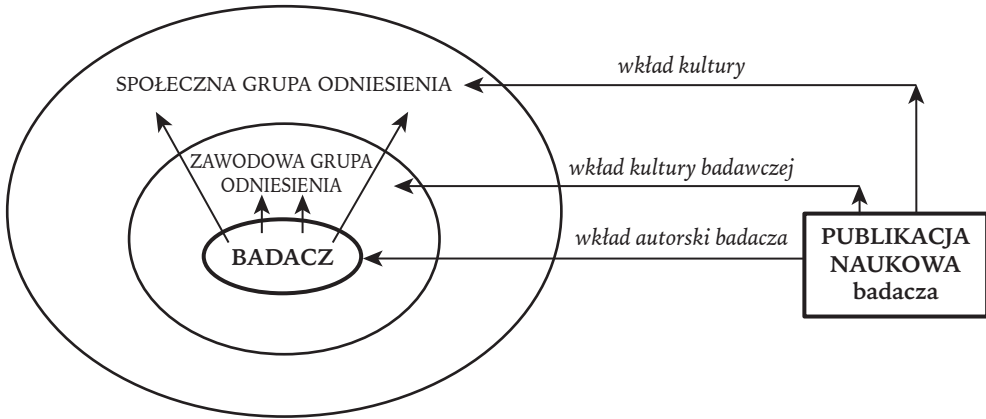 SPOŁECZNA GRUPA ODNIESIENIA
ZAWODOWA GRUPA
ODNIESIENIA
BADACZ
wkład kultury
wkład kultury badawczej
wkład autorski badacza
PUBLIKACJA
NAUKOWA
badacza